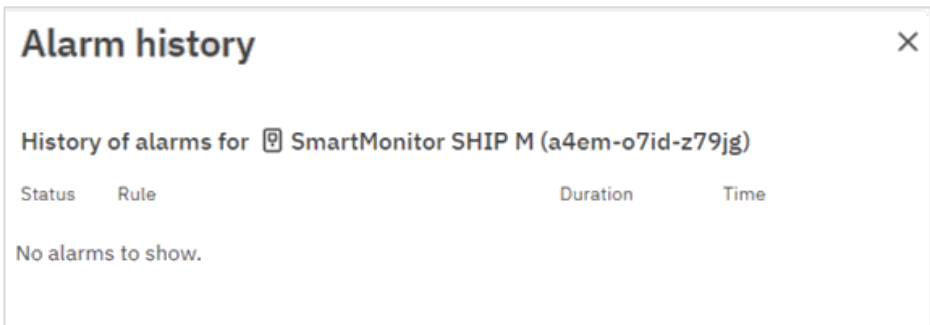 Alarm history
History of alarms for SmartMonitor SHIP M (a4em-o7id-z79jg)
Status Rule Duration Time
No alarms to show.